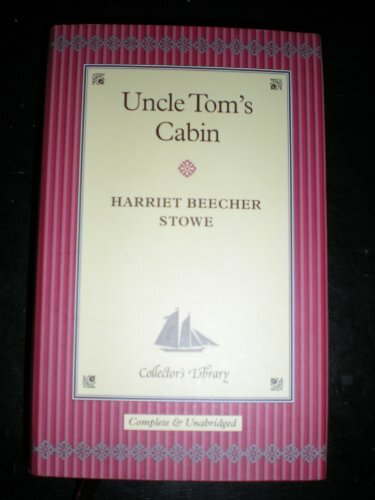 Uncle Tom's
Cabin
HARRIET BEECHER
STOWE
Collector's Library
Complete & Unabridged